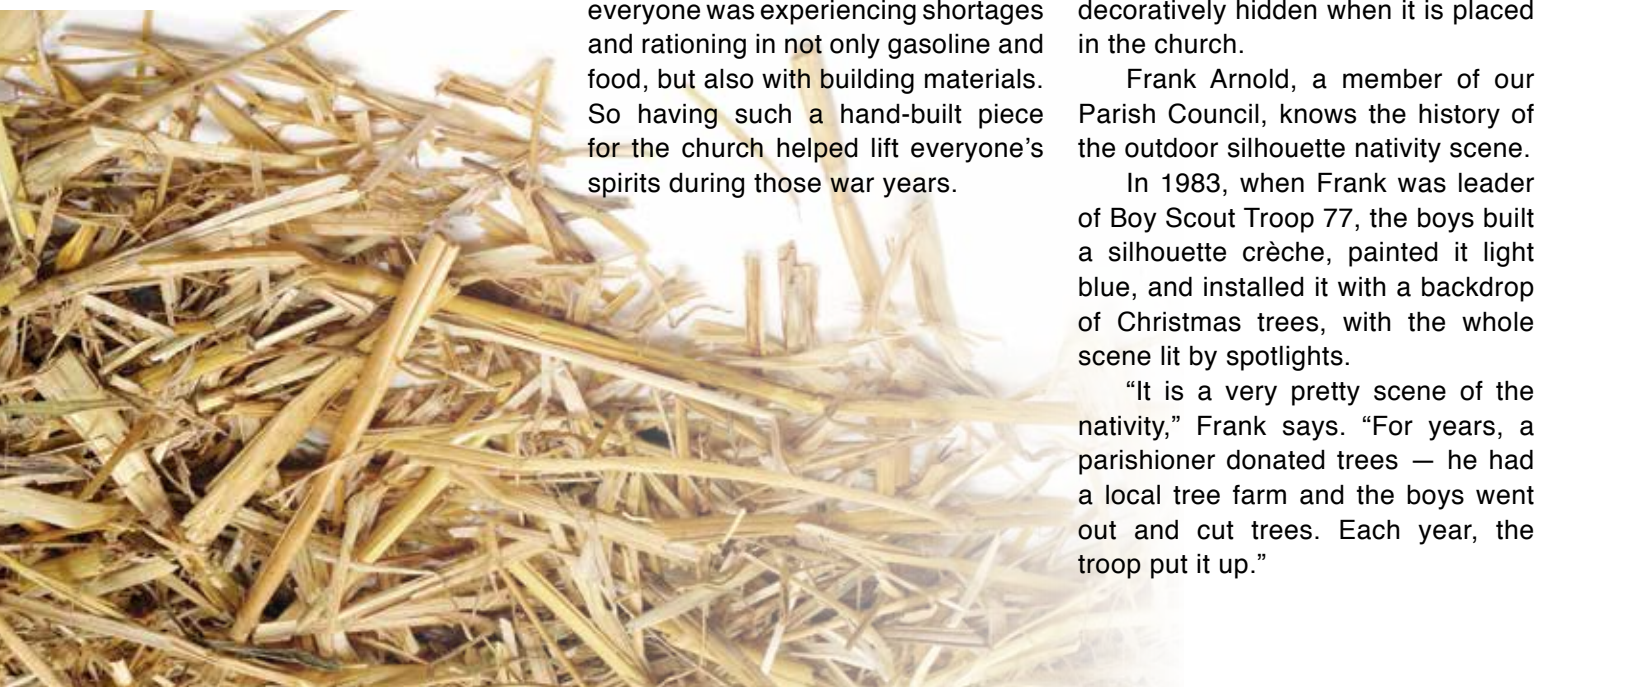 everyone was experiencing shortages
and rationing in not only gasoline and
food, but also with building materials.
So having such a hand-built piece
for the church helped lift everyone’s
spirits during those war years.
decoratively hidden when it is placed
in the church.
Frank Arnold, a member of our
Parish Council, knows the history of
the outdoor silhouette nativity scene.
In 1983, when Frank was leader
of Boy Scout Troop 77, the boys built
a silhouette crèche, painted it light
blue, and installed it with a backdrop
of Christmas trees, with the whole
scene lit by spotlights.
“It is a very pretty scene of the
nativity,” Frank says. “For years, a
parishioner donated trees — he had
a local tree farm and the boys went
out and cut trees. Each year, the
troop put it up.”